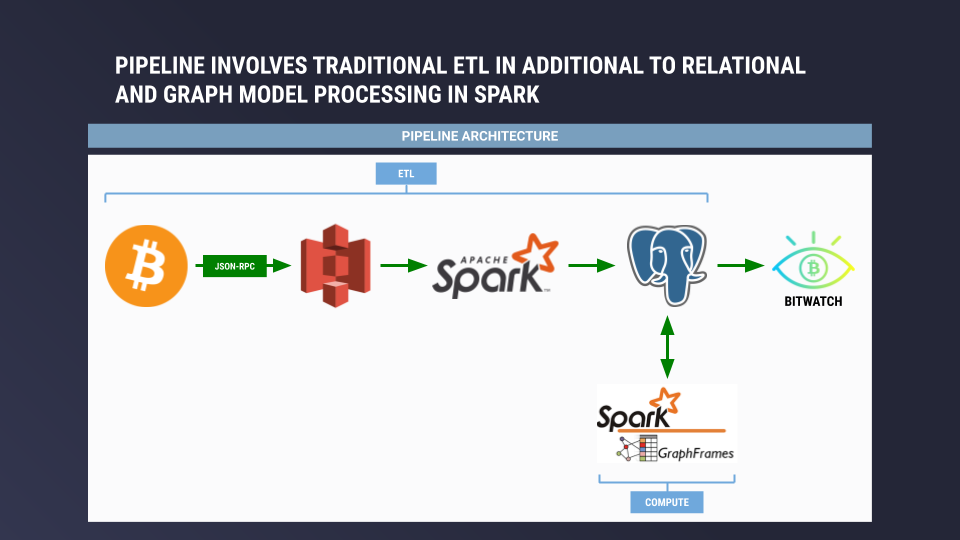 PIPELINE INVOLVES TRADITIONAL ETL IN ADDITIONAL TO RELATIONAL
AND GRAPH MODEL PROCESSING IN SPARK
PIPELINE ARCHITECTURE
ETL
JSON-RPC
APACHE
Spark™
BITWATCH
Spark
GraphFrames
COMPUTE